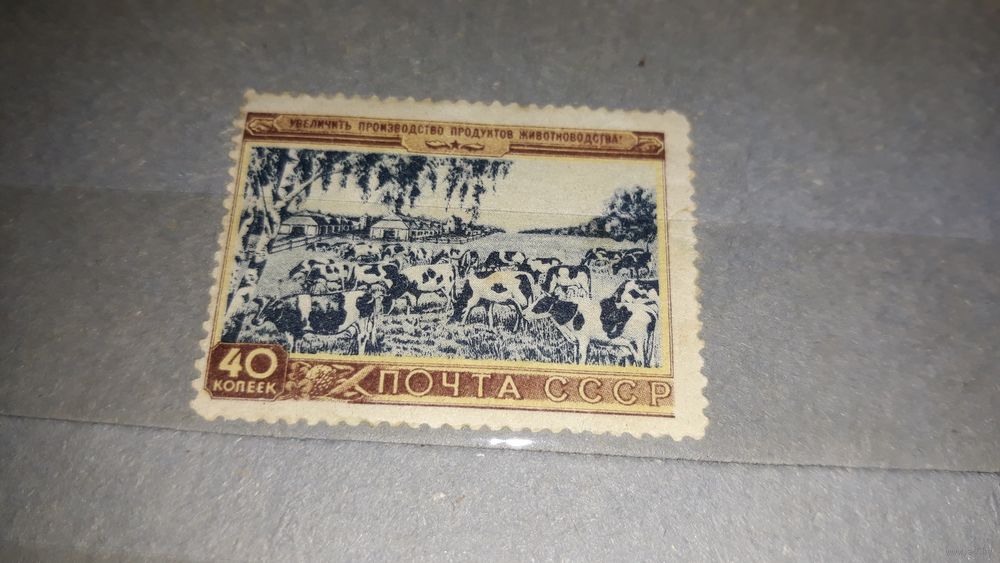 УВЕЛИЧИТЬ ПРОИЗВОДСТВО ПРОДУКТОВ ЖИВОТНОВОДСТВА!
40
КОПЕЕК
ПОЧТА СССР